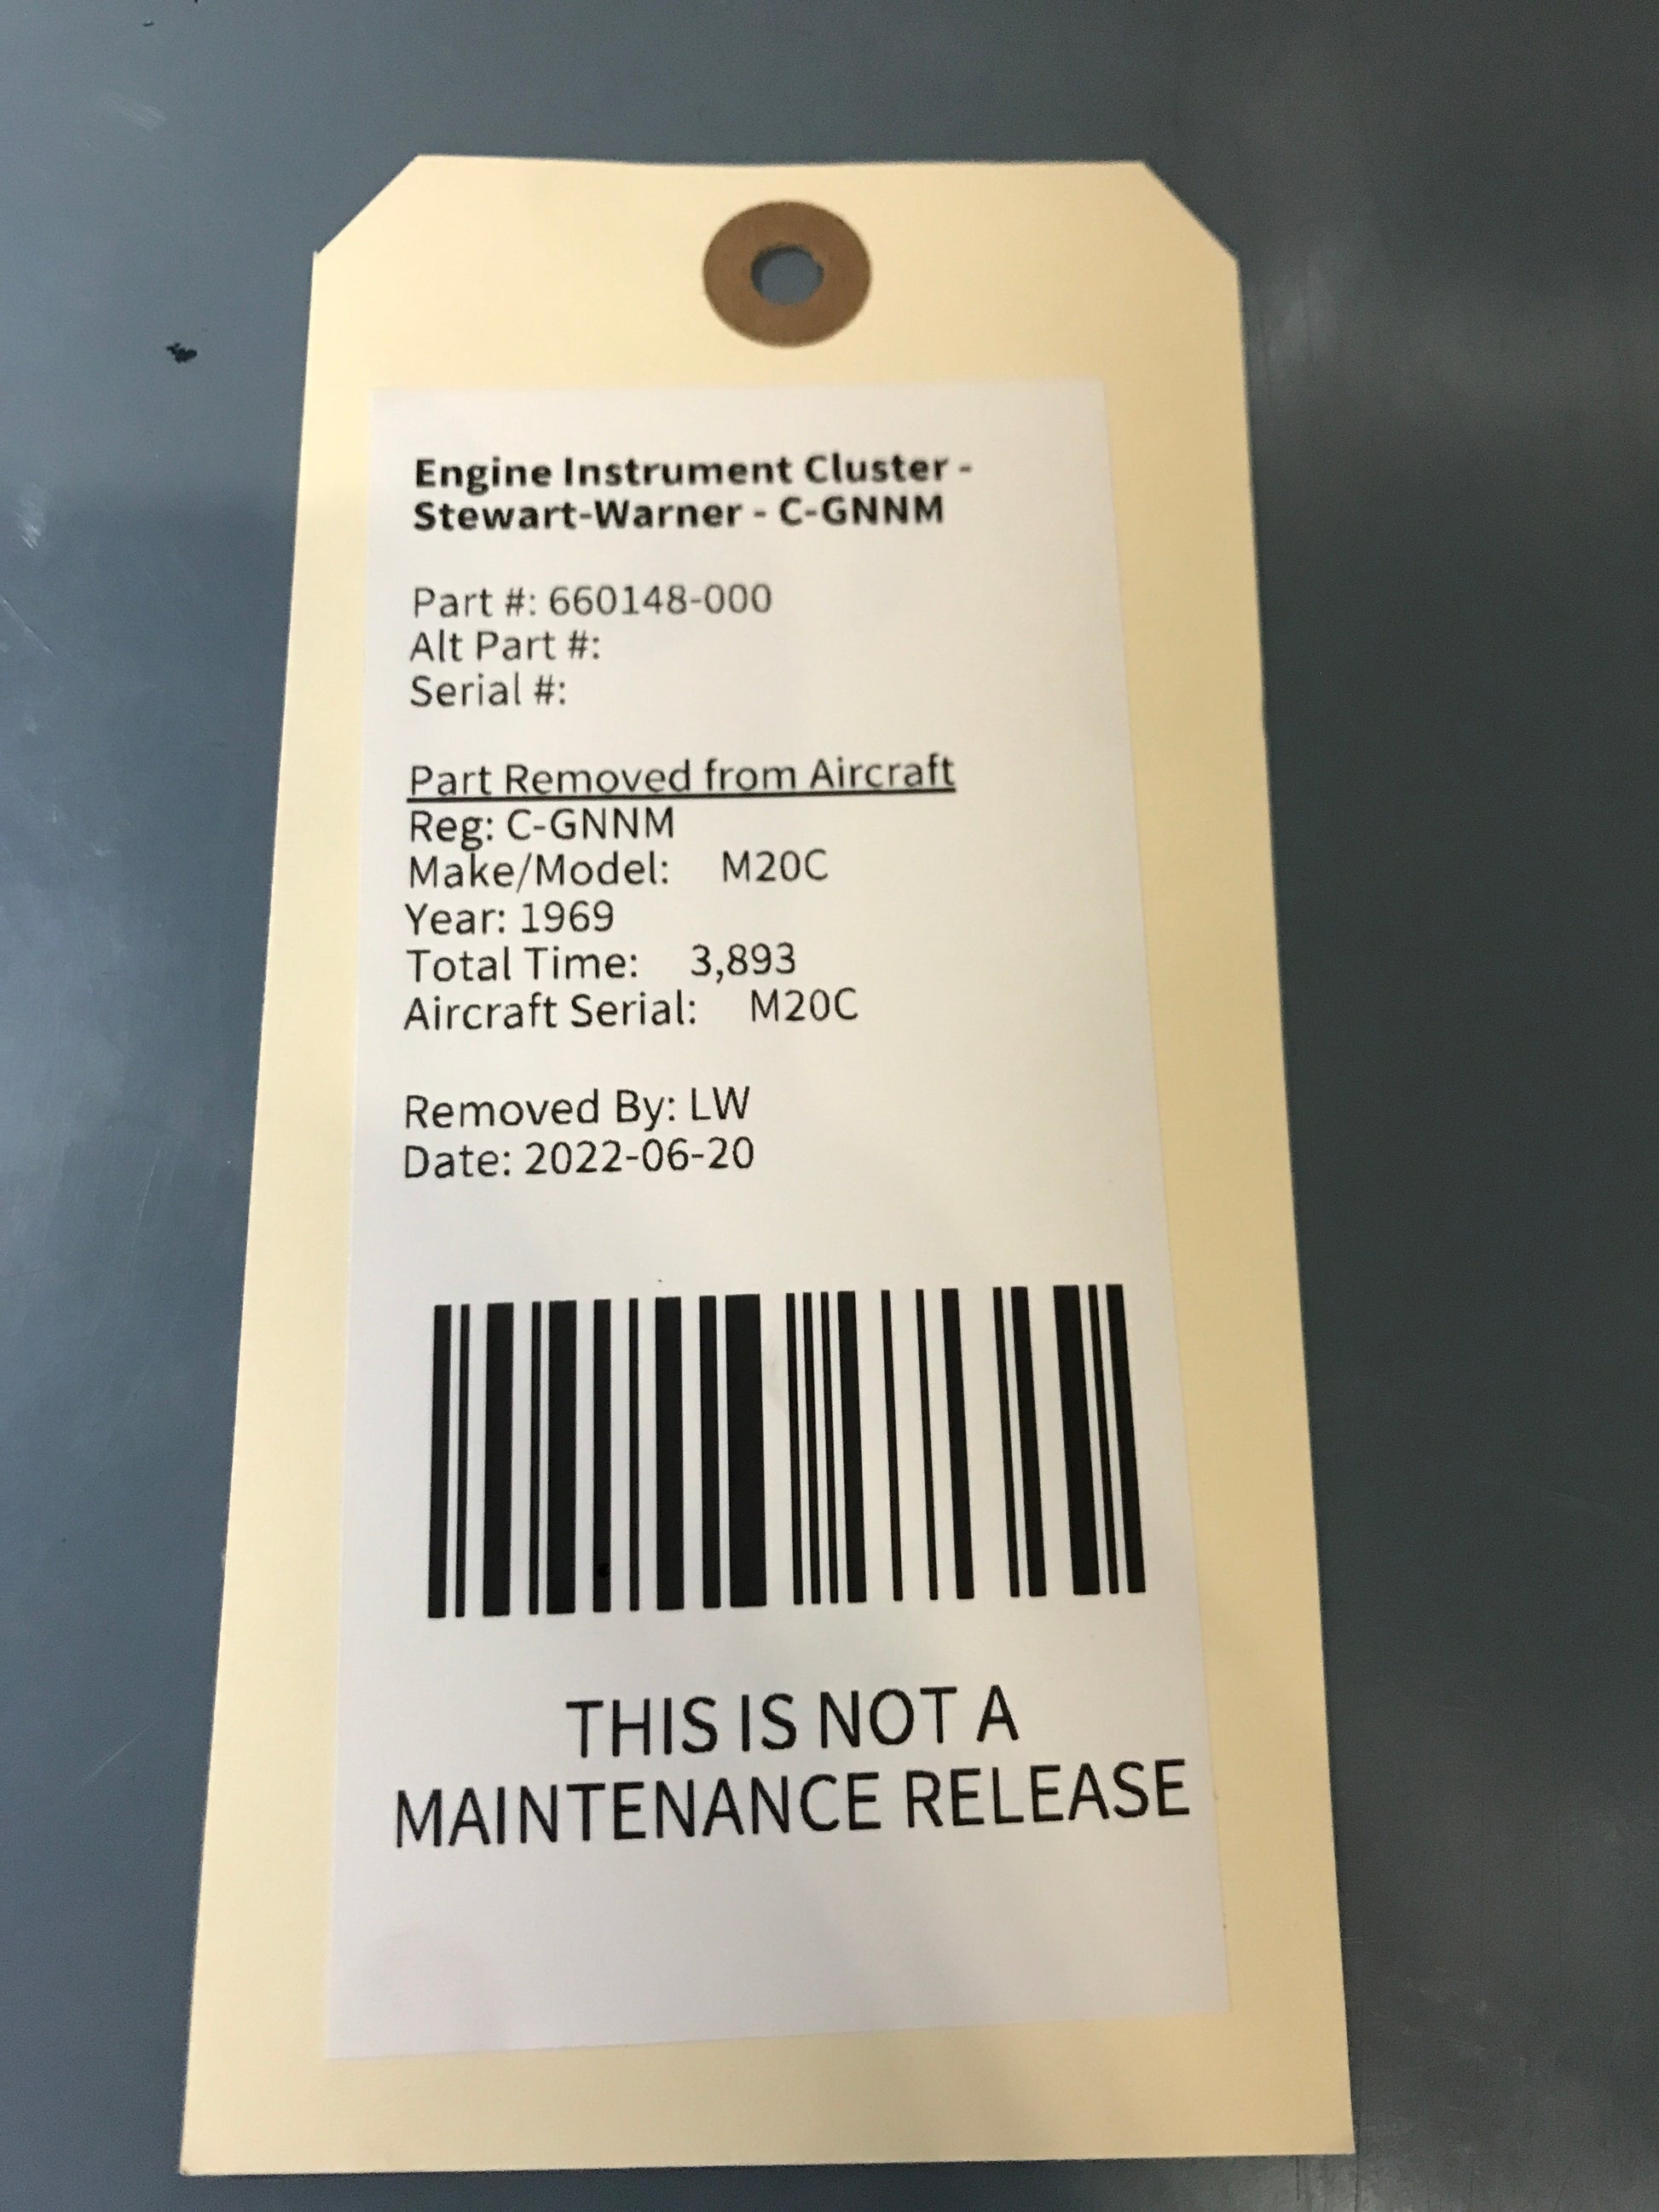 Engine Instrument Cluster -
Stewart-Warner - C-GNNM
Part #: 660148-000
Alt Part #:
Serial #:
Part Removed from Aircraft
Reg: C-GNNM
Make/Model: M20C
Year: 1969
Total Time: 3,893
Aircraft Serial: M20C
Removed By: LW
Date: 2022-06-20
THIS IS NOT A
MAINTENANCE RELEASE